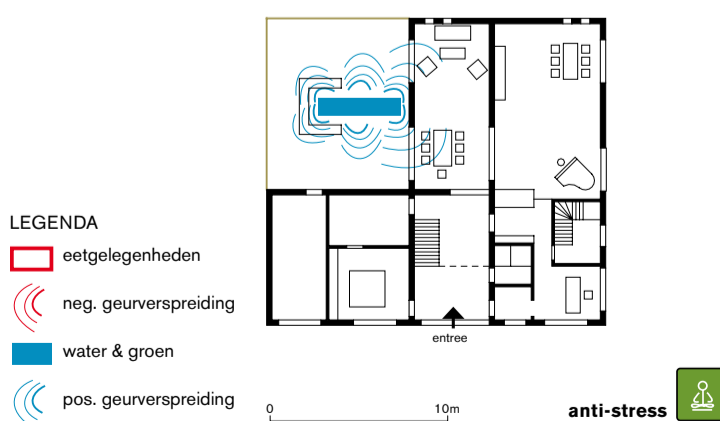 entree
LEGENDA
eetgelegenheden
neg. geurverspreiding
water & groen
pos. geurverspreiding
0 10m
anti-stress